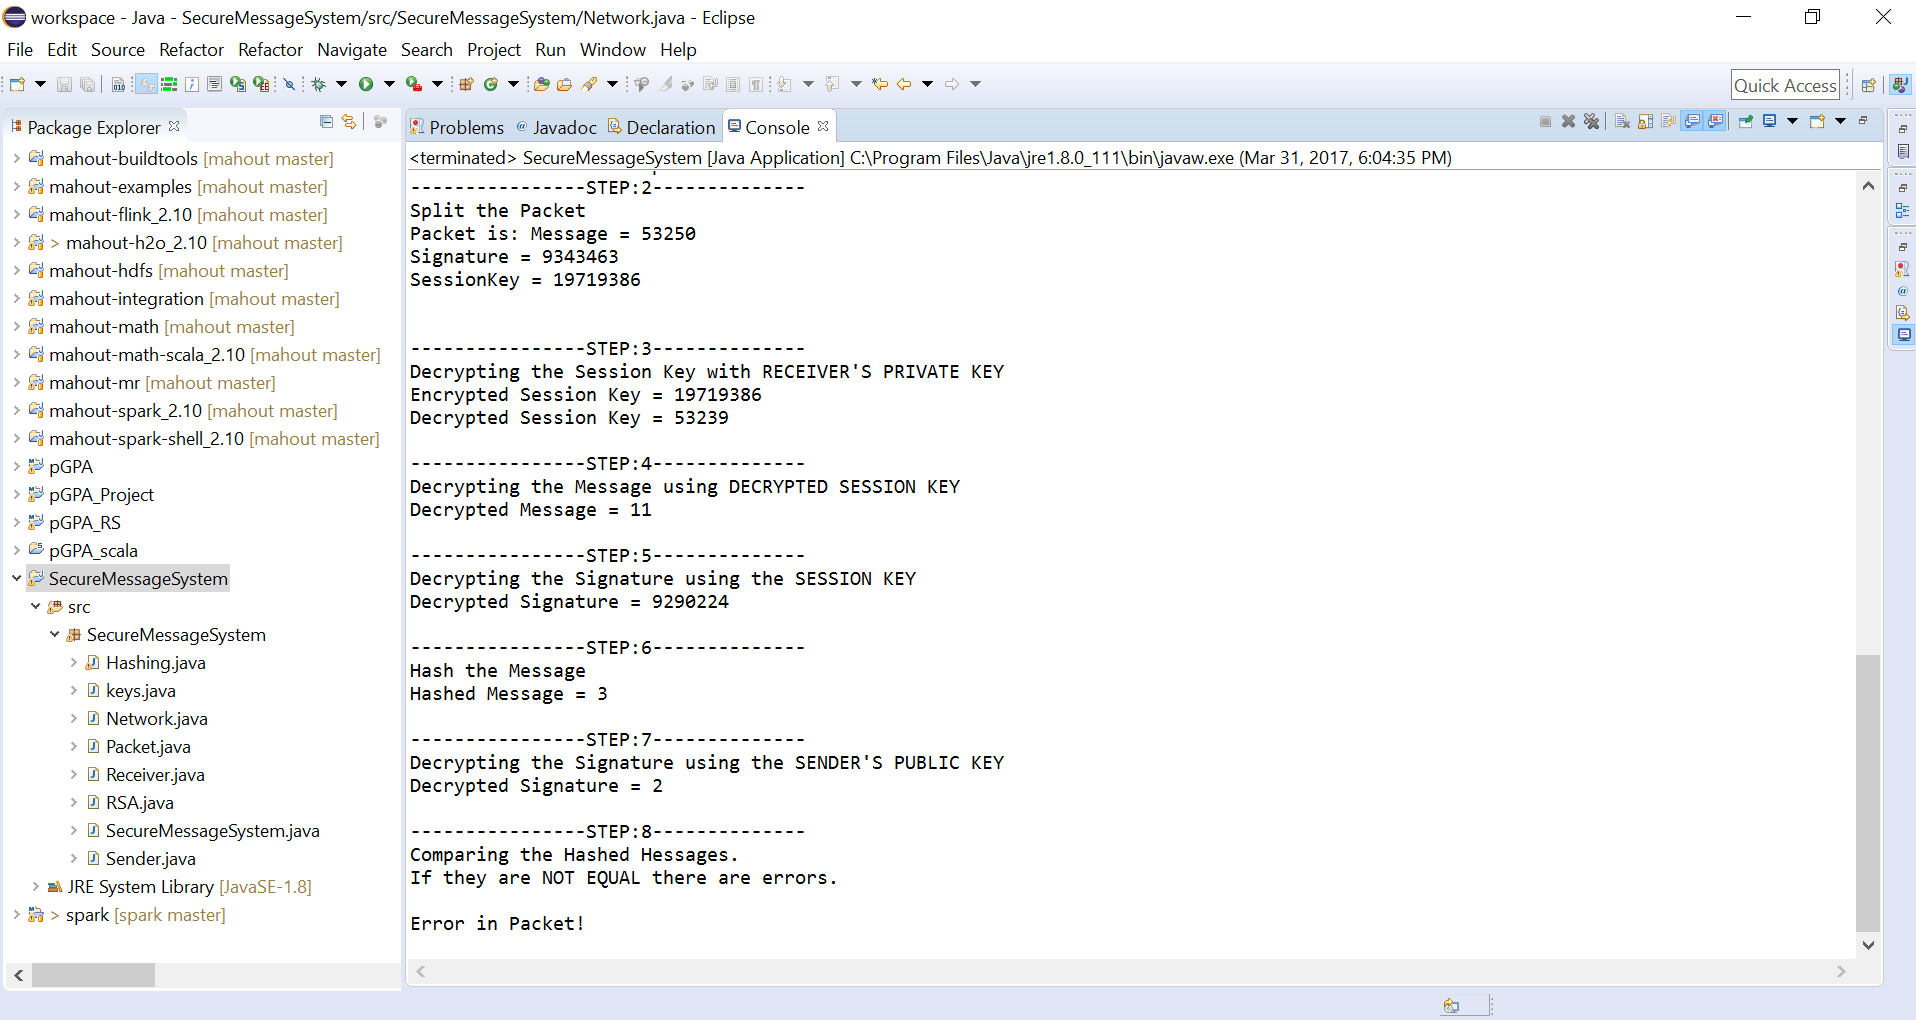 workspace - Java - SecureMessageSystem/src/SecureMessageSystem/Network.java - Eclipse
File Edit Source Refactor Refactor Navigate Search Project Run Window Help
Quick Access
Package Explorer
mahout-buildtools [mahout master]
mahout-examples [mahout master]
mahout-flink_2.10 [mahout master]
> mahout-h2o_2.10 [mahout master]
mahout-hdfs [mahout master]
mahout-integration [mahout master]
mahout-math [mahout master]
mahout-math-scala_2.10 [mahout master]
mahout-mr [mahout master]
mahout-spark_2.10 [mahout master]
mahout-spark-shell_2.10 [mahout master]
pGPA
pGPA_Project
pGPA_RS
pGPA_scala
SecureMessageSystem
src
SecureMessageSystem
Hashing.java
keys.java
Network.java
Packet.java
Receiver.java
RSA.java
SecureMessageSystem.java
Sender.java
JRE System Library [JavaSE-1.8]
> spark [spark master]
Problems @ Javadoc Declaration Console
<terminated> SecureMessageSystem [Java Application] C:\Program Files\Java\jre1.8.0_111\bin\javaw.exe (Mar 31, 2017, 6:04:35 PM)
----------------STEP:2--------------
Split the Packet
Packet is: Message = 53250
Signature = 9343463
SessionKey = 19719386
----------------STEP:3--------------
Decrypting the Session Key with RECEIVER'S PRIVATE KEY
Encrypted Session Key = 19719386
Decrypted Session Key = 53239
----------------STEP:4--------------
Decrypting the Message using DECRYPTED SESSION KEY
Decrypted Message = 11
----------------STEP:5--------------
Decrypting the Signature using the SESSION KEY
Decrypted Signature = 9290224
----------------STEP:6--------------
Hash the Message
Hashed Message = 3
----------------STEP:7--------------
Decrypting the Signature using the SENDER'S PUBLIC KEY
Decrypted Signature = 2
----------------STEP:8--------------
Comparing the Hashed Hessages.
If they are NOT EQUAL there are errors.
Error in Packet!